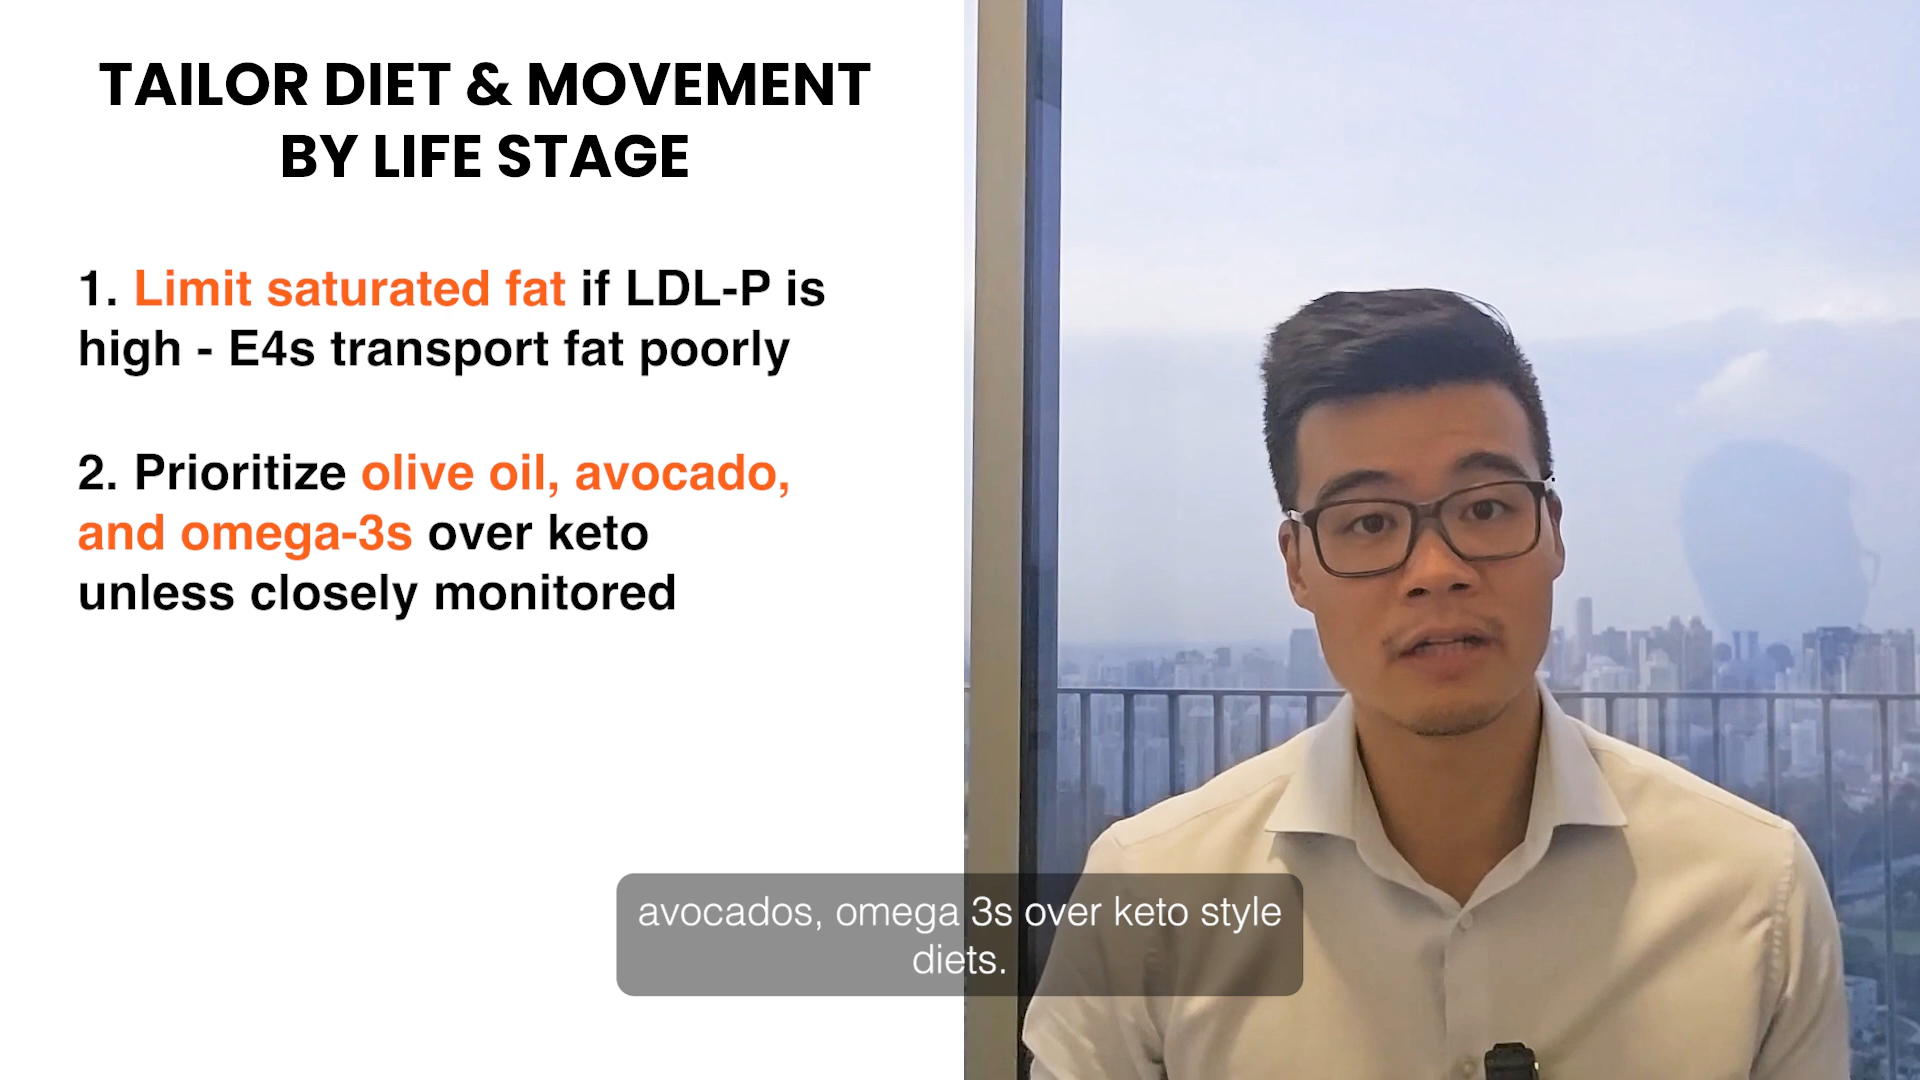 TAILOR DIET & MOVEMENT
BY LIFE STAGE
1. Limit saturated fat if LDL-P is
high - E4s transport fat poorly
2. Prioritize olive oil, avocado,
and omega-3s over keto
unless closely monitored
avocados, omega 3s over keto style
diets.